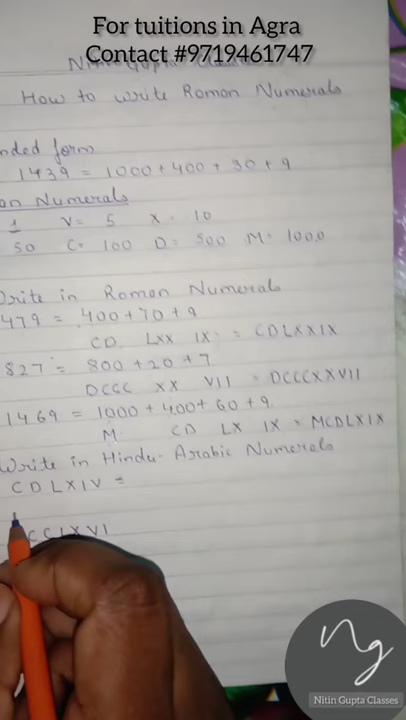 For tuitions in Agra
Contact #9719461747
How to write Roman Numerals
nded form
1439 = 1000 + 400 + 30 + 9
an Numerals
1 V = 5 X = 10
50 C = 100 D = 500 M = 1000
Write in Roman Numerals
479 = 400 + 70 + 9
CD LXX IX = CDLXXIX
827 = 800 + 20 + 7
DCCC XX VII = DCCCXXVII
1469 = 1000 + 400 + 60 + 9
M CD LX IX = MCDLXIX
Write in Hindu-Arabic Numerals
CDLXIV =
CCLXVI
ng
Nitin Gupta Classes